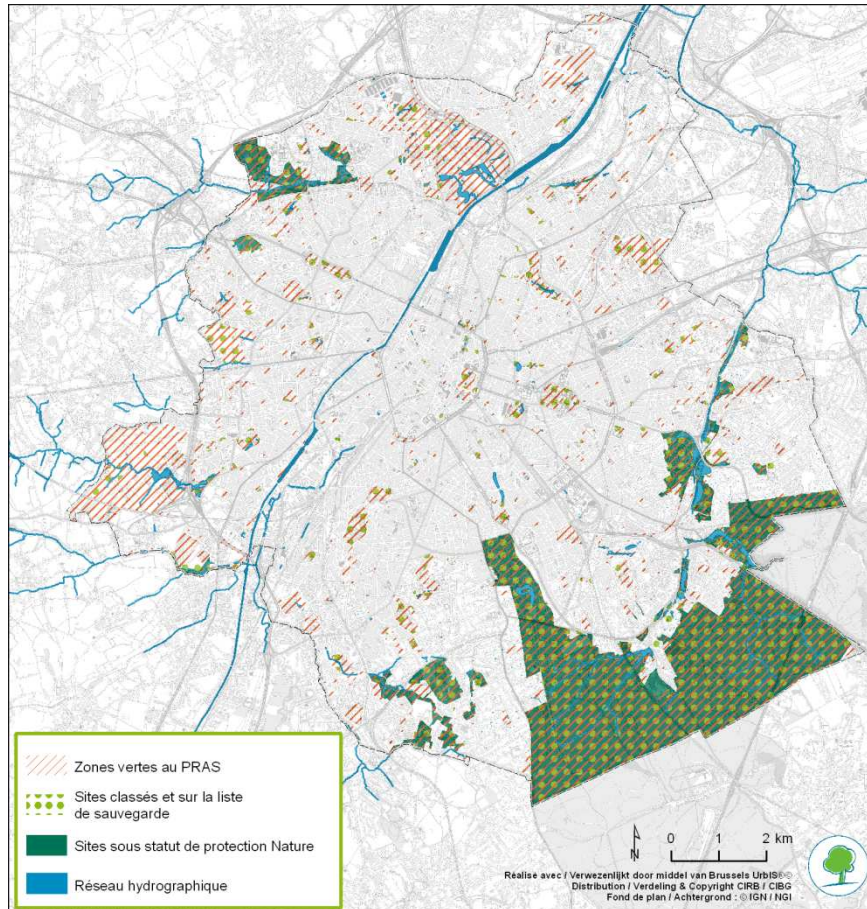 Zones vertes au PRAS
Sites classés et sur la liste
de sauvegarde
Sites sous statut de protection Nature
Réseau hydrographique
N
0 1 2 km
Réalisé avec / Verwezenlijkt door middel van Brussels UrbIS®©
Distribution / Verdeling & Copyright CIRB / CIBG
Fond de plan / Achtergrond : © IGN / NGI